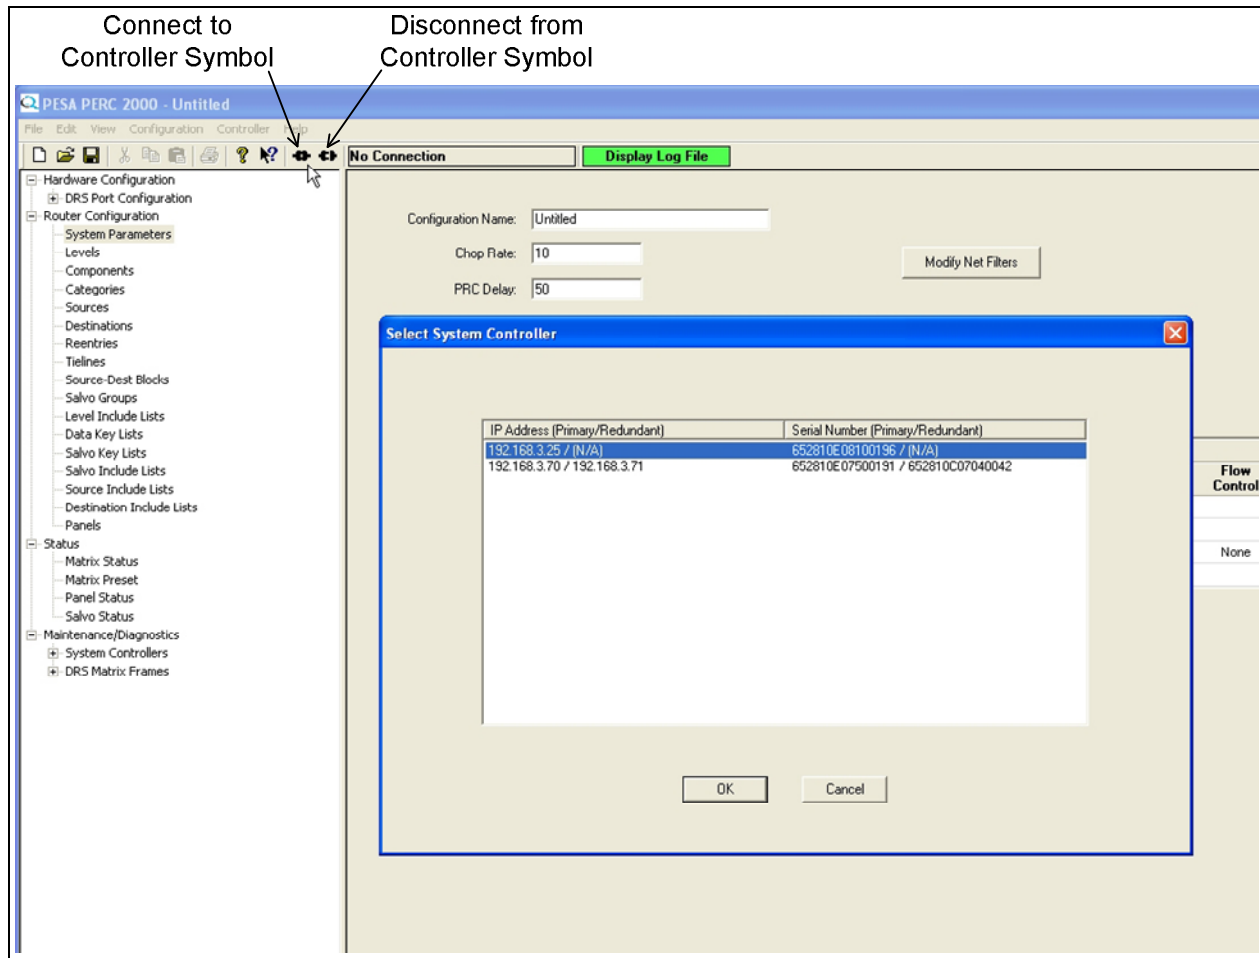 Connect to
Controller Symbol
Disconnect from
Controller Symbol
PESA PERC 2000 - Untitled
File Edit View Configuration Controller Help
No Connection
Display Log File
Hardware Configuration
DRS Port Configuration
Router Configuration
System Parameters
Levels
Components
Categories
Sources
Destinations
Reentries
Tielines
Source-Dest Blocks
Salvo Groups
Level Include Lists
Data Key Lists
Salvo Key Lists
Salvo Include Lists
Source Include Lists
Destination Include Lists
Panels
Status
Matrix Status
Matrix Preset
Panel Status
Salvo Status
Maintenance/Diagnostics
System Controllers
DRS Matrix Frames
Configuration Name: Untitled
Chop Rate: 10
PRC Delay: 50
Modify Net Filters
Select System Controller
IP Address (Primary/Redundant) Serial Number (Primary/Redundant)
192.168.3.25 / (N/A) 652810E08100196 / (N/A)
192.168.3.70 / 192.168.3.71 652810E07500191 / 652810C07040042
OK Cancel
Flow
Control
None